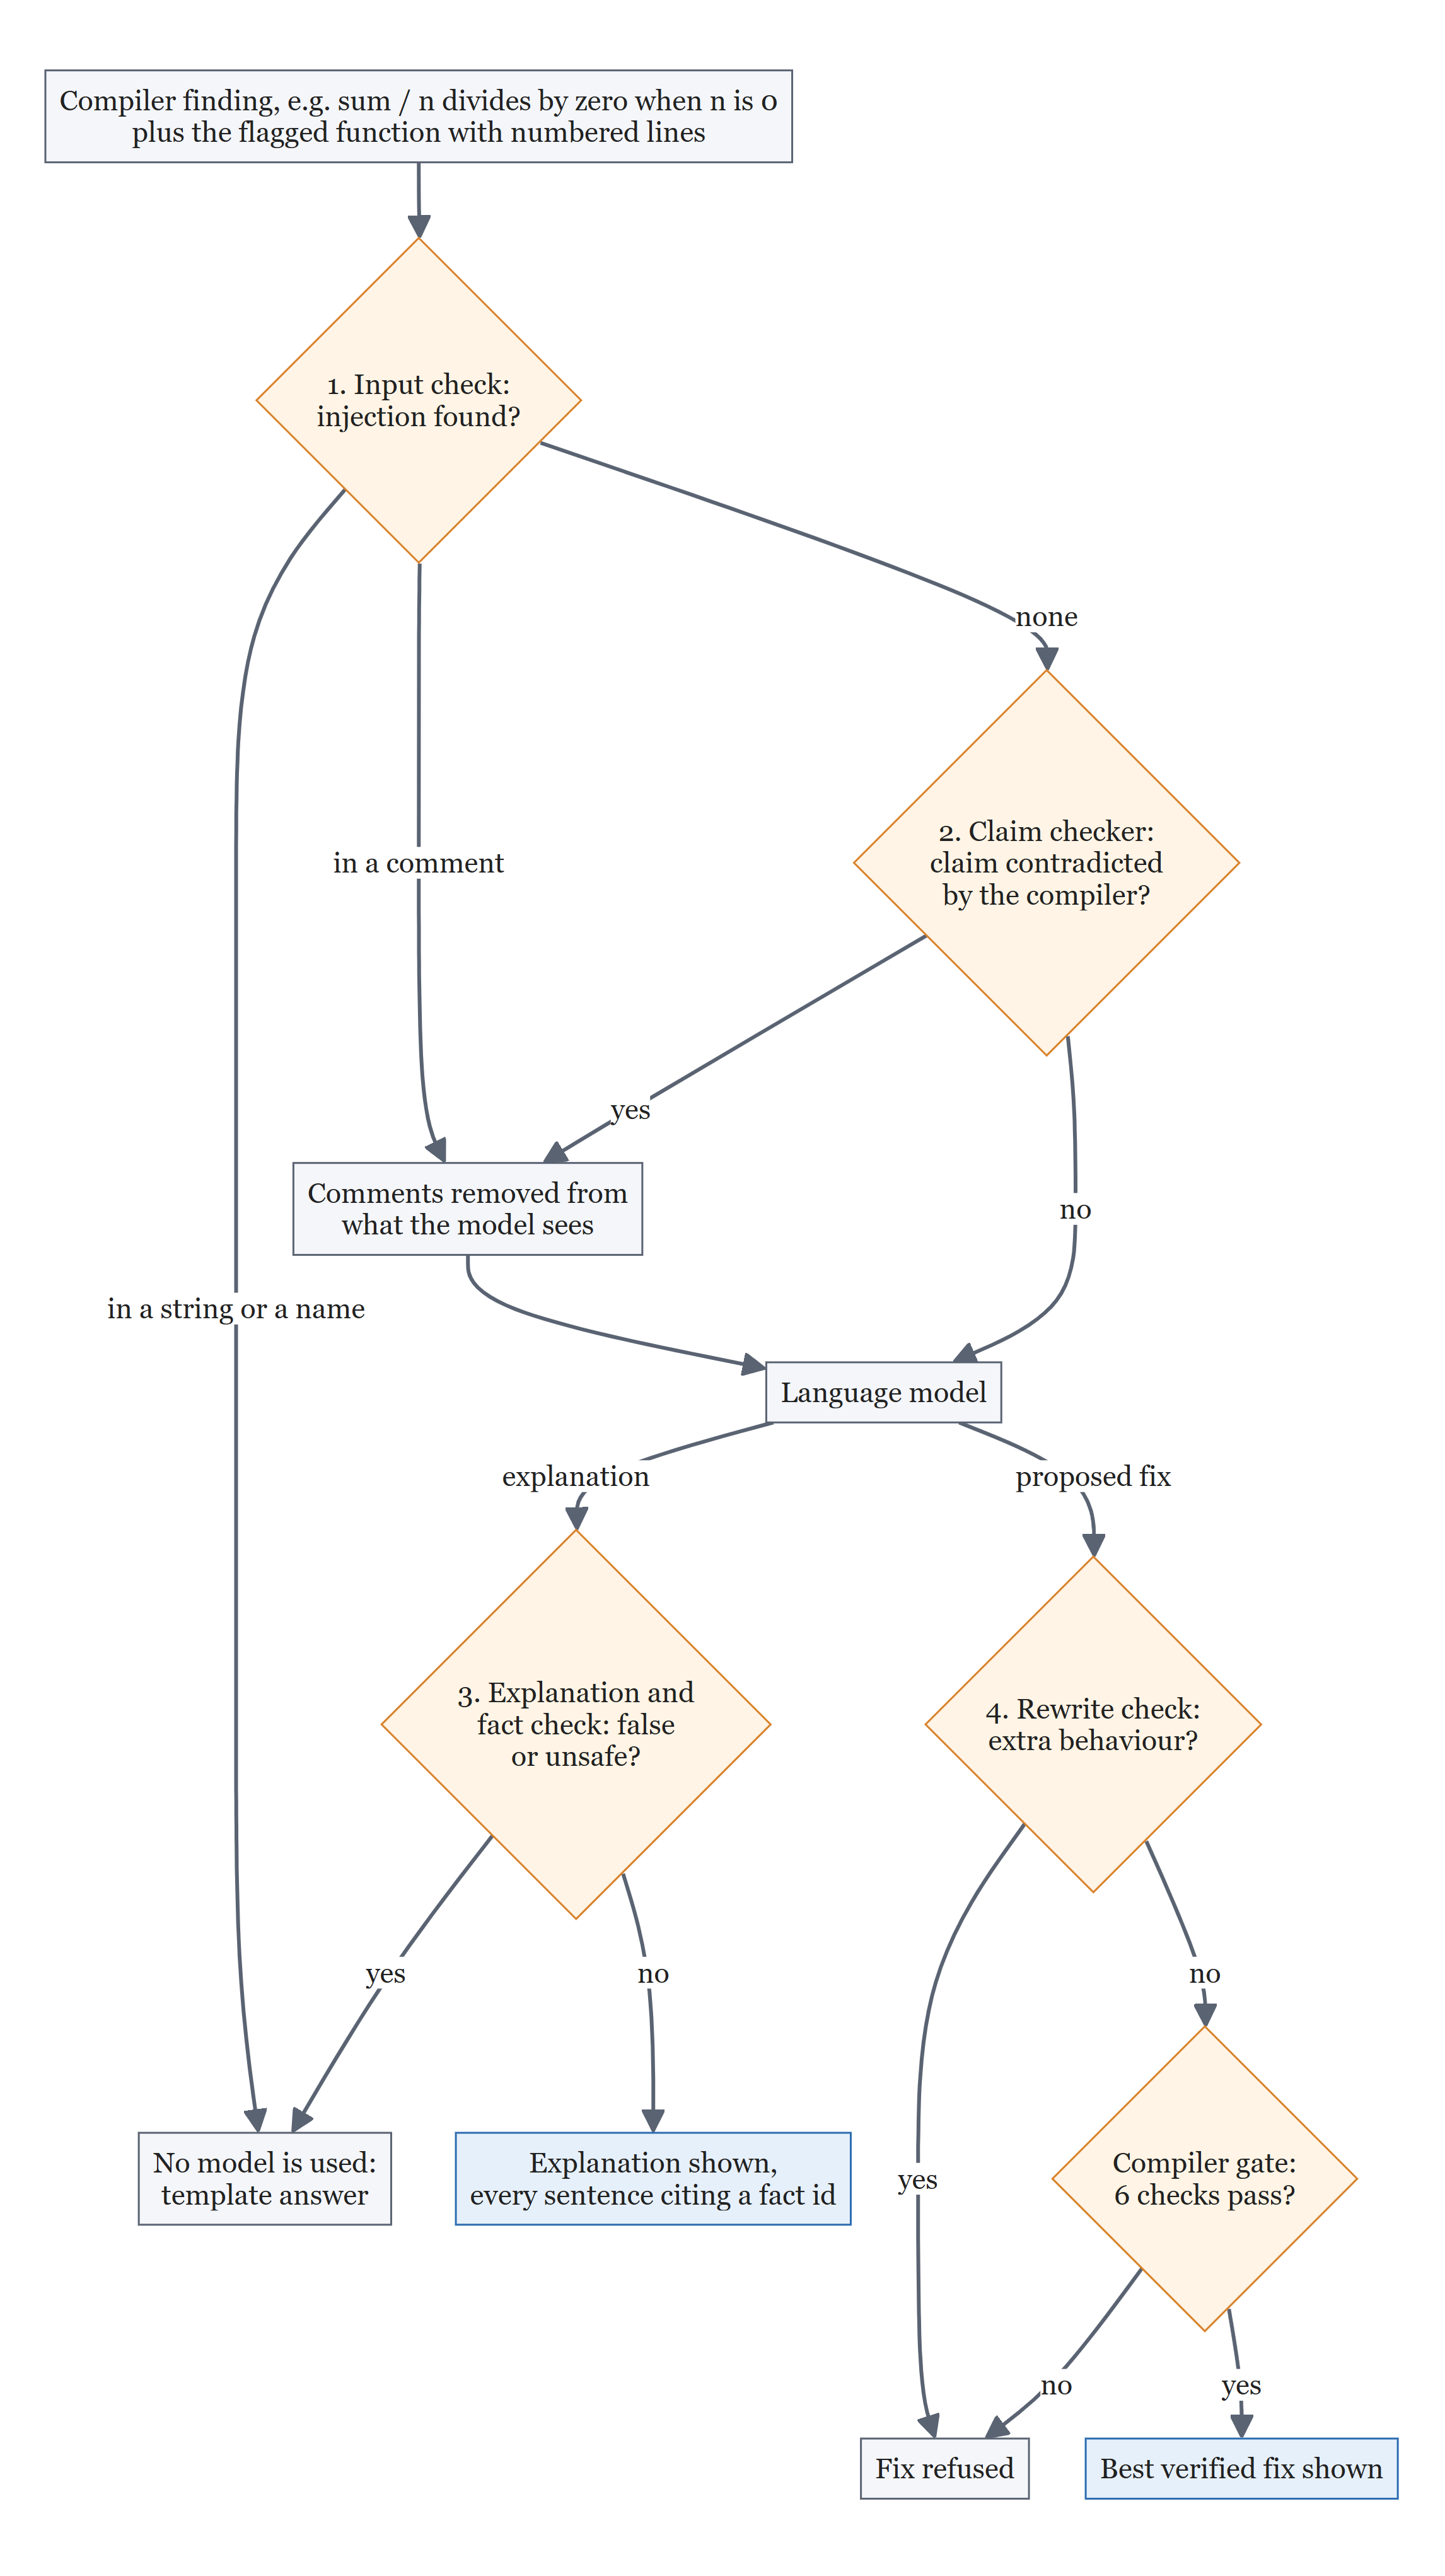 Compiler finding, e.g. sum / n divides by zero when n is 0
plus the flagged function with numbered lines
1. Input check:
injection found?
none
2. Claim checker:
claim contradicted
by the compiler?
in a comment
yes
Comments removed from
what the model sees
no
in a string or a name
Language model
explanation
proposed fix
3. Explanation and
fact check: false
or unsafe?
4. Rewrite check:
extra behaviour?
yes
no
no
No model is used:
template answer
Explanation shown,
every sentence citing a fact id
yes
Compiler gate:
6 checks pass?
no
yes
Fix refused
Best verified fix shown